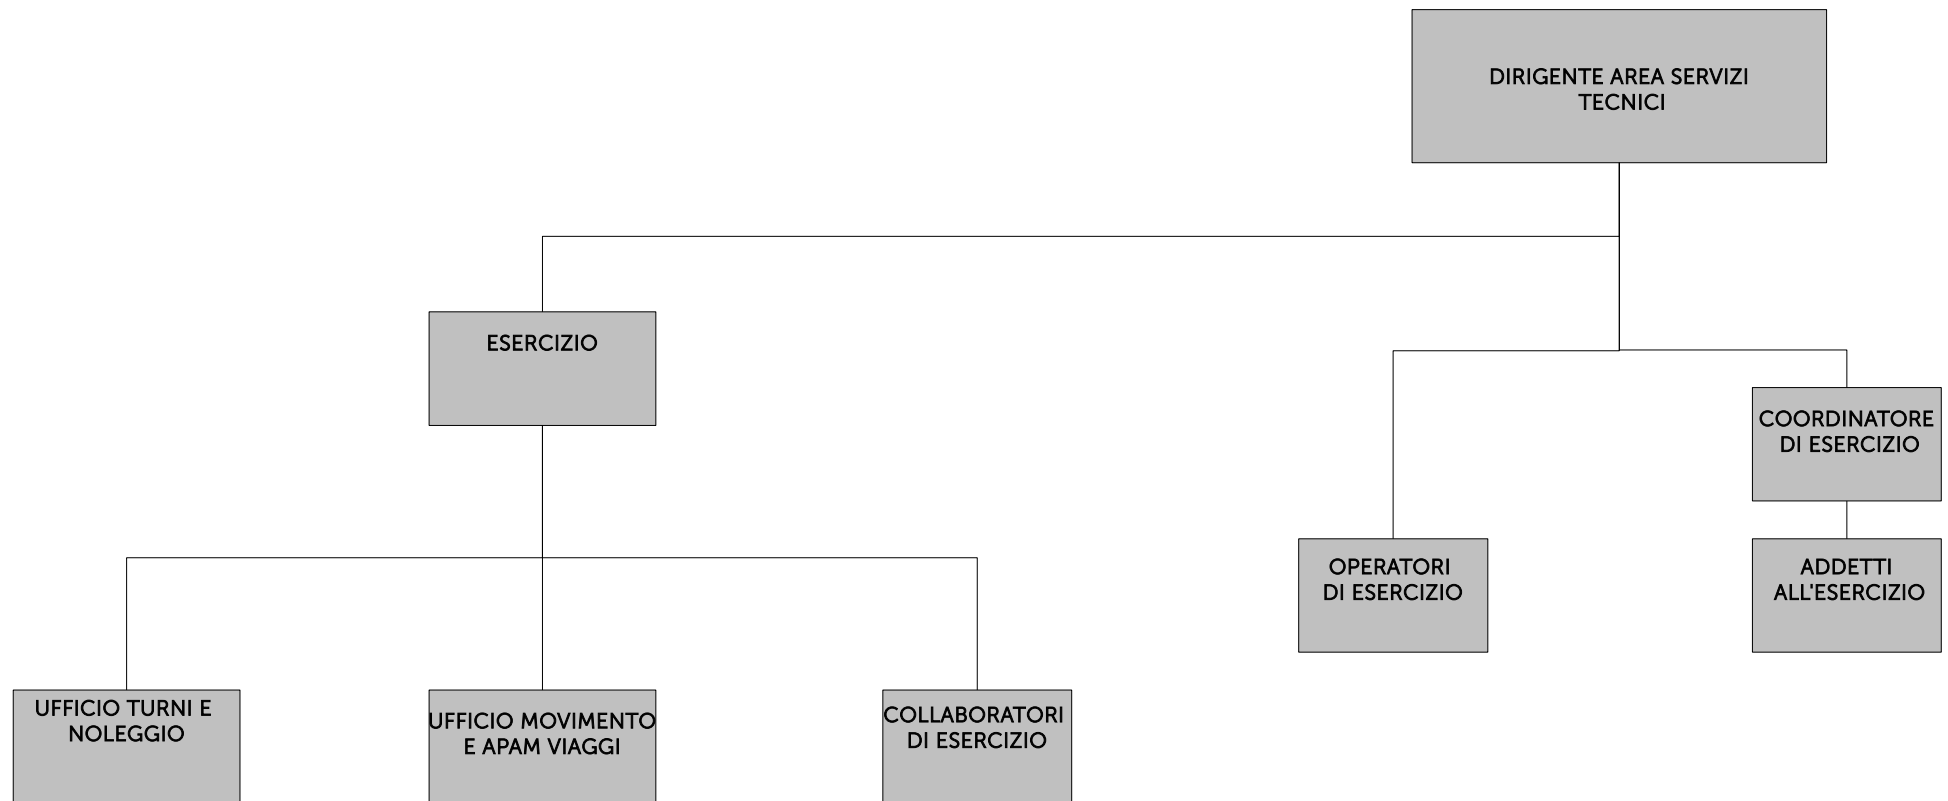 DIRIGENTE AREA SERVIZI
TECNICI
ESERCIZIO
COORDINATORE
DI ESERCIZIO
OPERATORI
DI ESERCIZIO
ADDETTI
ALL'ESERCIZIO
UFFICIO TURNI E
NOLEGGIO
UFFICIO MOVIMENTO
E APAM VIAGGI
COLLABORATORI
DI ESERCIZIO